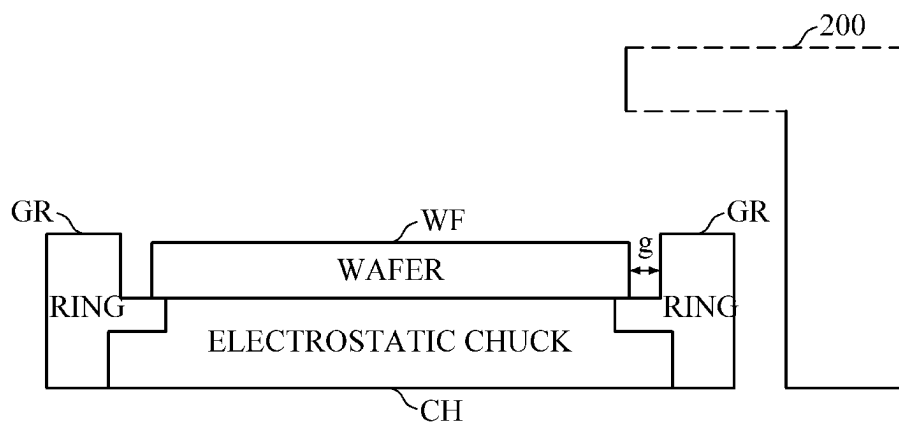 200
GR
WF
GR
g
WAFER
RING
RING
ELECTROSTATIC CHUCK
CH